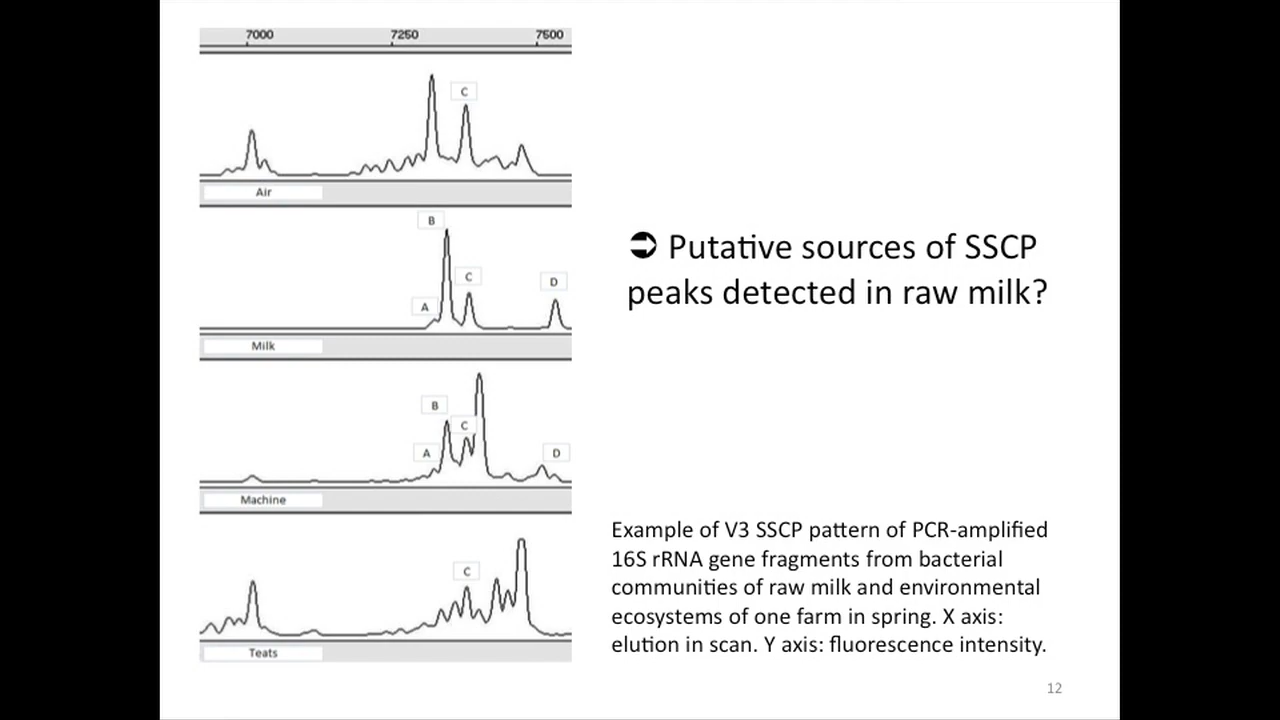 7000 7250 7500
C
Air
B
C
D
A
Milk
B
C
A
D
Machine
C
Teats
➲ Putative sources of SSCP
peaks detected in raw milk?
Example of V3 SSCP pattern of PCR-amplified
16S rRNA gene fragments from bacterial
communities of raw milk and environmental
ecosystems of one farm in spring. X axis:
elution in scan. Y axis: fluorescence intensity.
12